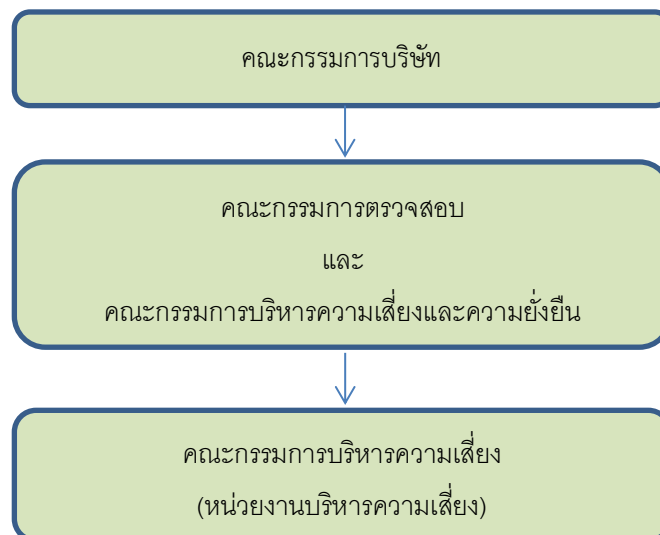 คณะกรรมการบริษัท
คณะกรรมการตรวจสอบ
และ
คณะกรรมการบริหารความเสี่ยงและความยั่งยืน
คณะกรรมการบริหารความเสี่ยง
(หน่วยงานบริหารความเสี่ยง)